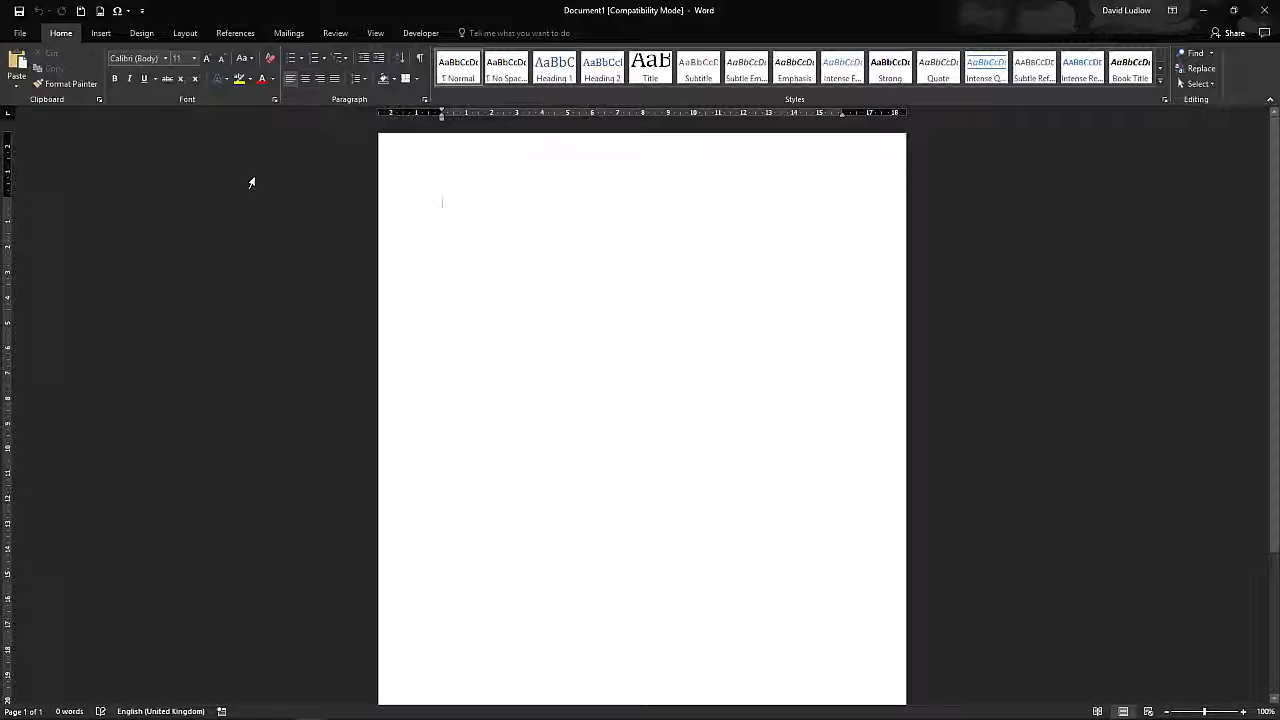 Document1 [Compatibility Mode] - Word
David Ludlow
File Home Insert Design Layout References Mailings Review View Developer Tell me what you want to do
Share
Paste
Cut
Copy
Format Painter
Clipboard
Calibri (Body) 11
Font
Paragraph
AaBbCcDc AaBbCcDc AaBbC AaBbCcI AaB AaBbCcD AaBbCcDc AaBbCcDc AaBbCcDc AaBbCcDc AaBbCcDc AaBbCcDc AABBCCDC AABBCCDC AaBbCcDc
¶ Normal ¶ No Spac... Heading 1 Heading 2 Title Subtitle Subtle Em... Emphasis Intense E... Strong Quote Intense Q... Subtle Ref... Intense Re... Book Title
Styles
Find
Replace
Select
Editing
Page 1 of 1 0 words English (United Kingdom) 100%